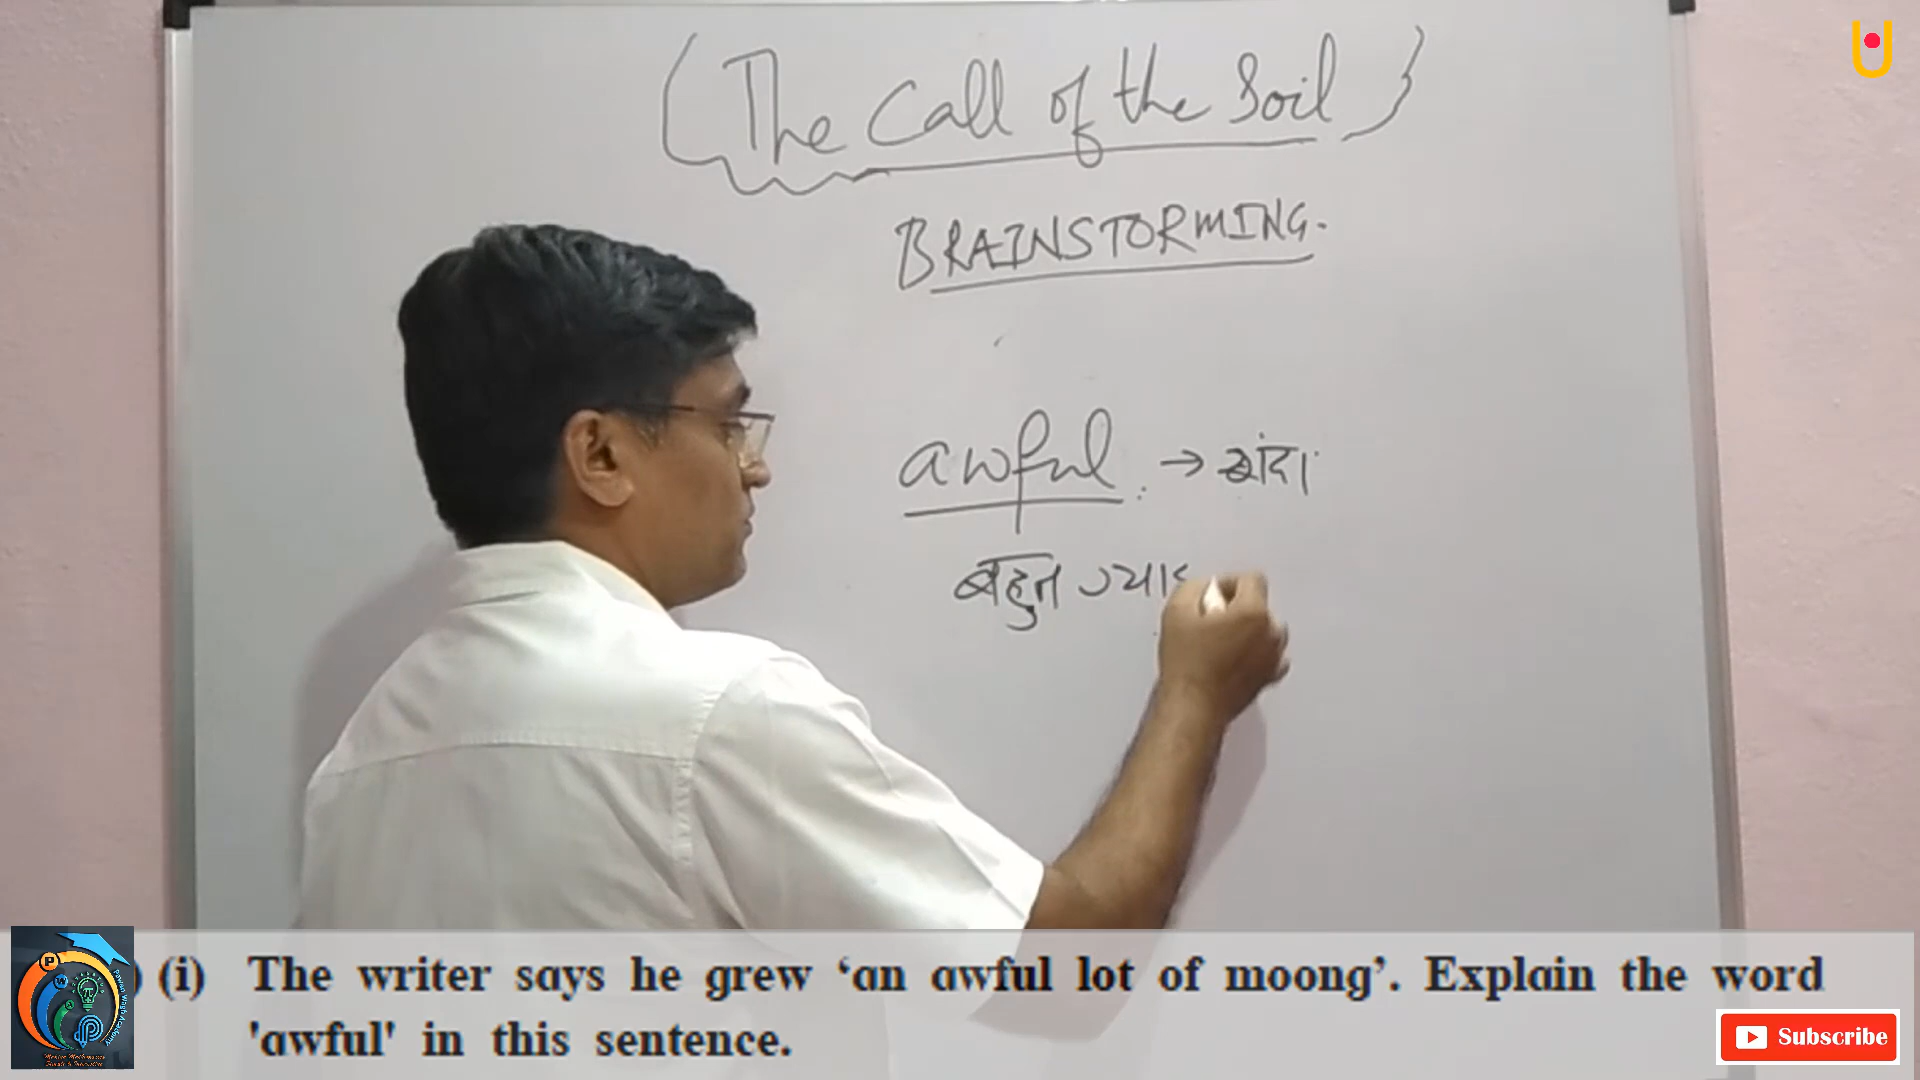 The Call of the Soil
BRAINSTORMING.
awful →
बहुत ज्याद
(i) The writer says he grew ‘an awful lot of moong’. Explain the word
'awful' in this sentence.
Subscribe